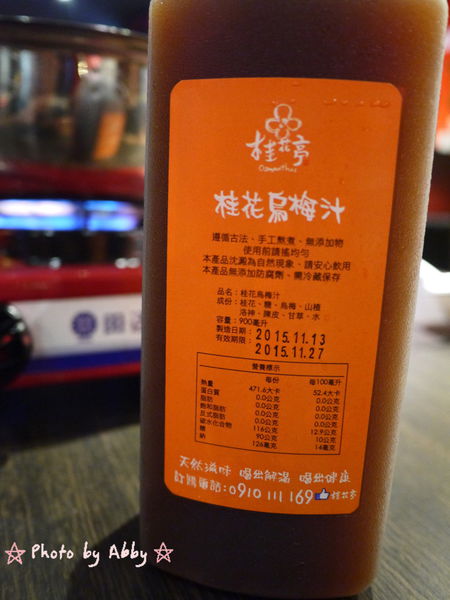 桂花亭
Osmanthus
桂花烏梅汁
遵循古法、手工熬煮、無添加物
使用前請搖均勻
本產品沈澱為自然現象、請安心飲用
本產品無添加防腐劑、需冷藏保存
品名：桂花烏梅汁
成份：桂花、糖、烏梅、山楂
洛神、陳皮、甘草、水
容量：900毫升
製造日期：2015.11.13
有效期限：2015.11.27
營養標示
每份 每100毫升
熱量 471.6大卡 52.4大卡
蛋白質 0.0公克 0.0公克
脂肪 0.0公克 0.0公克
飽和脂肪 0.0公克 0.0公克
反式脂肪 0.0公克 0.0公克
碳水化合物 116公克 12.9公克
糖 90公克 10公克
鈉 126毫克 14毫克
天然滋味 喝出解渴 喝出健康
訂購電話:0910 111 169 桂花亭
Photo by Abby